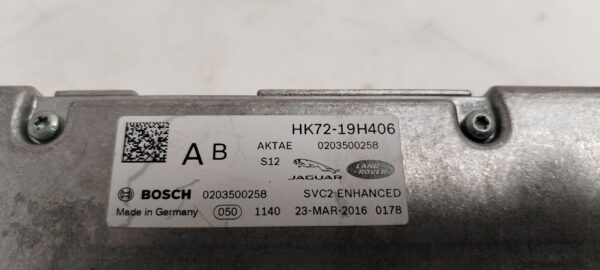 HK72-19H406
A B AKTAE 0203500258
S12 JAGUAR LAND ROVER
BOSCH 0203500258 SVC2 ENHANCED
Made in Germany 050 1140 23-MAR-2016 0178